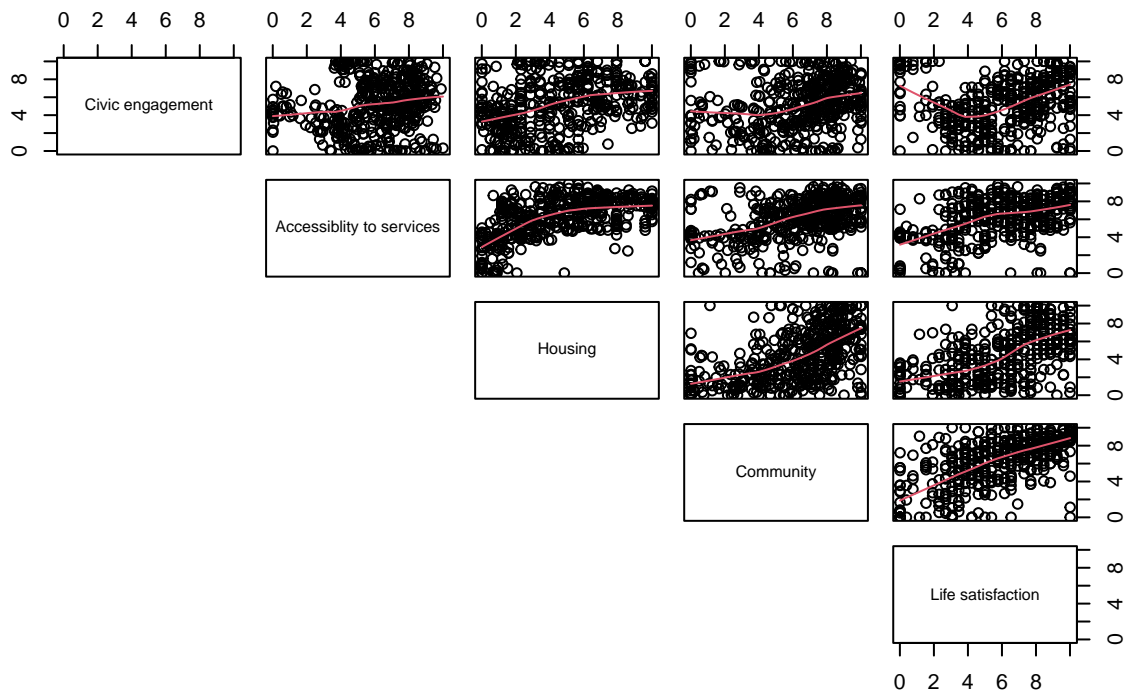 0 2 4 6 8 0 2 4 6 8 0 2 4 6 8 0 2 4 6 8 0 2 4 6 8
0 4 8
Civic engagement
0 4 8
Accessiblity to services
0 4 8
Housing
0 4 8
Community
0 4 8
Life satisfaction
0 4 8
0 2 4 6 8